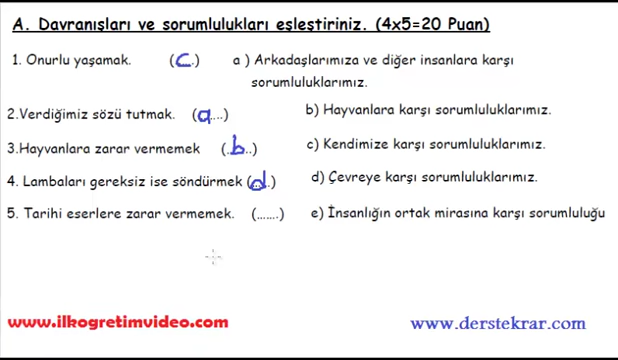 A. Davranışları ve sorumlulukları eşleştiriniz. (4x5=20 Puan)
1. Onurlu yaşamak. (c.) a ) Arkadaşlarımıza ve diğer insanlara karşı
sorumluluklarımız.
2.Verdiğimiz sözü tutmak. (a....) b) Hayvanlara karşı sorumluluklarımız.
3.Hayvanlara zarar vermemek (.b..) c) Kendimize karşı sorumluluklarımız.
4. Lambaları gereksiz ise söndürmek (d.) d) Çevreye karşı sorumluluklarımız.
5. Tarihi eserlere zarar vermemek. (.......) e) İnsanlığın ortak mirasına karşı sorumluluğu
www.ilkogretimvideo.com www.derstekrar.com